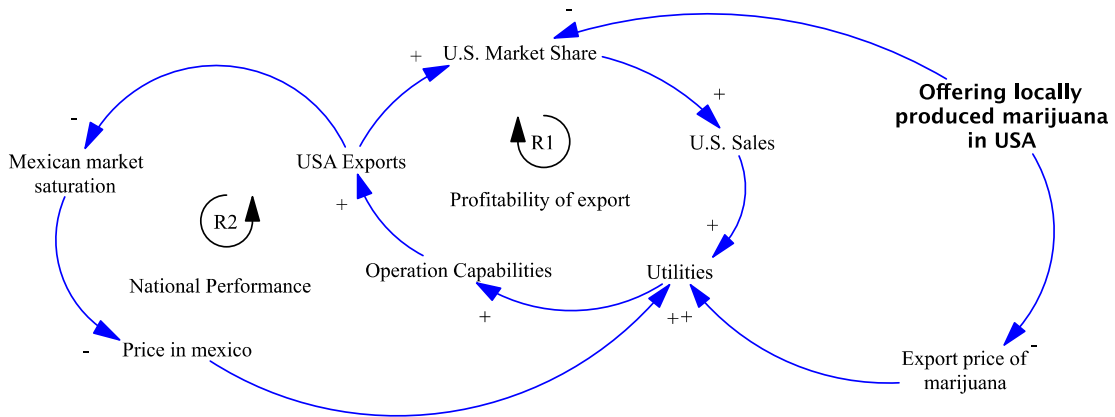 -
U.S. Market Share
+
Offering locally
produced marijuana
in USA
+
-
Mexican market
saturation
USA Exports
R1
U.S. Sales
+
Profitability of export
R2
+
Operation Capabilities
Utilities
National Performance
+
++
-
Price in mexico
-
Export price of
marijuana